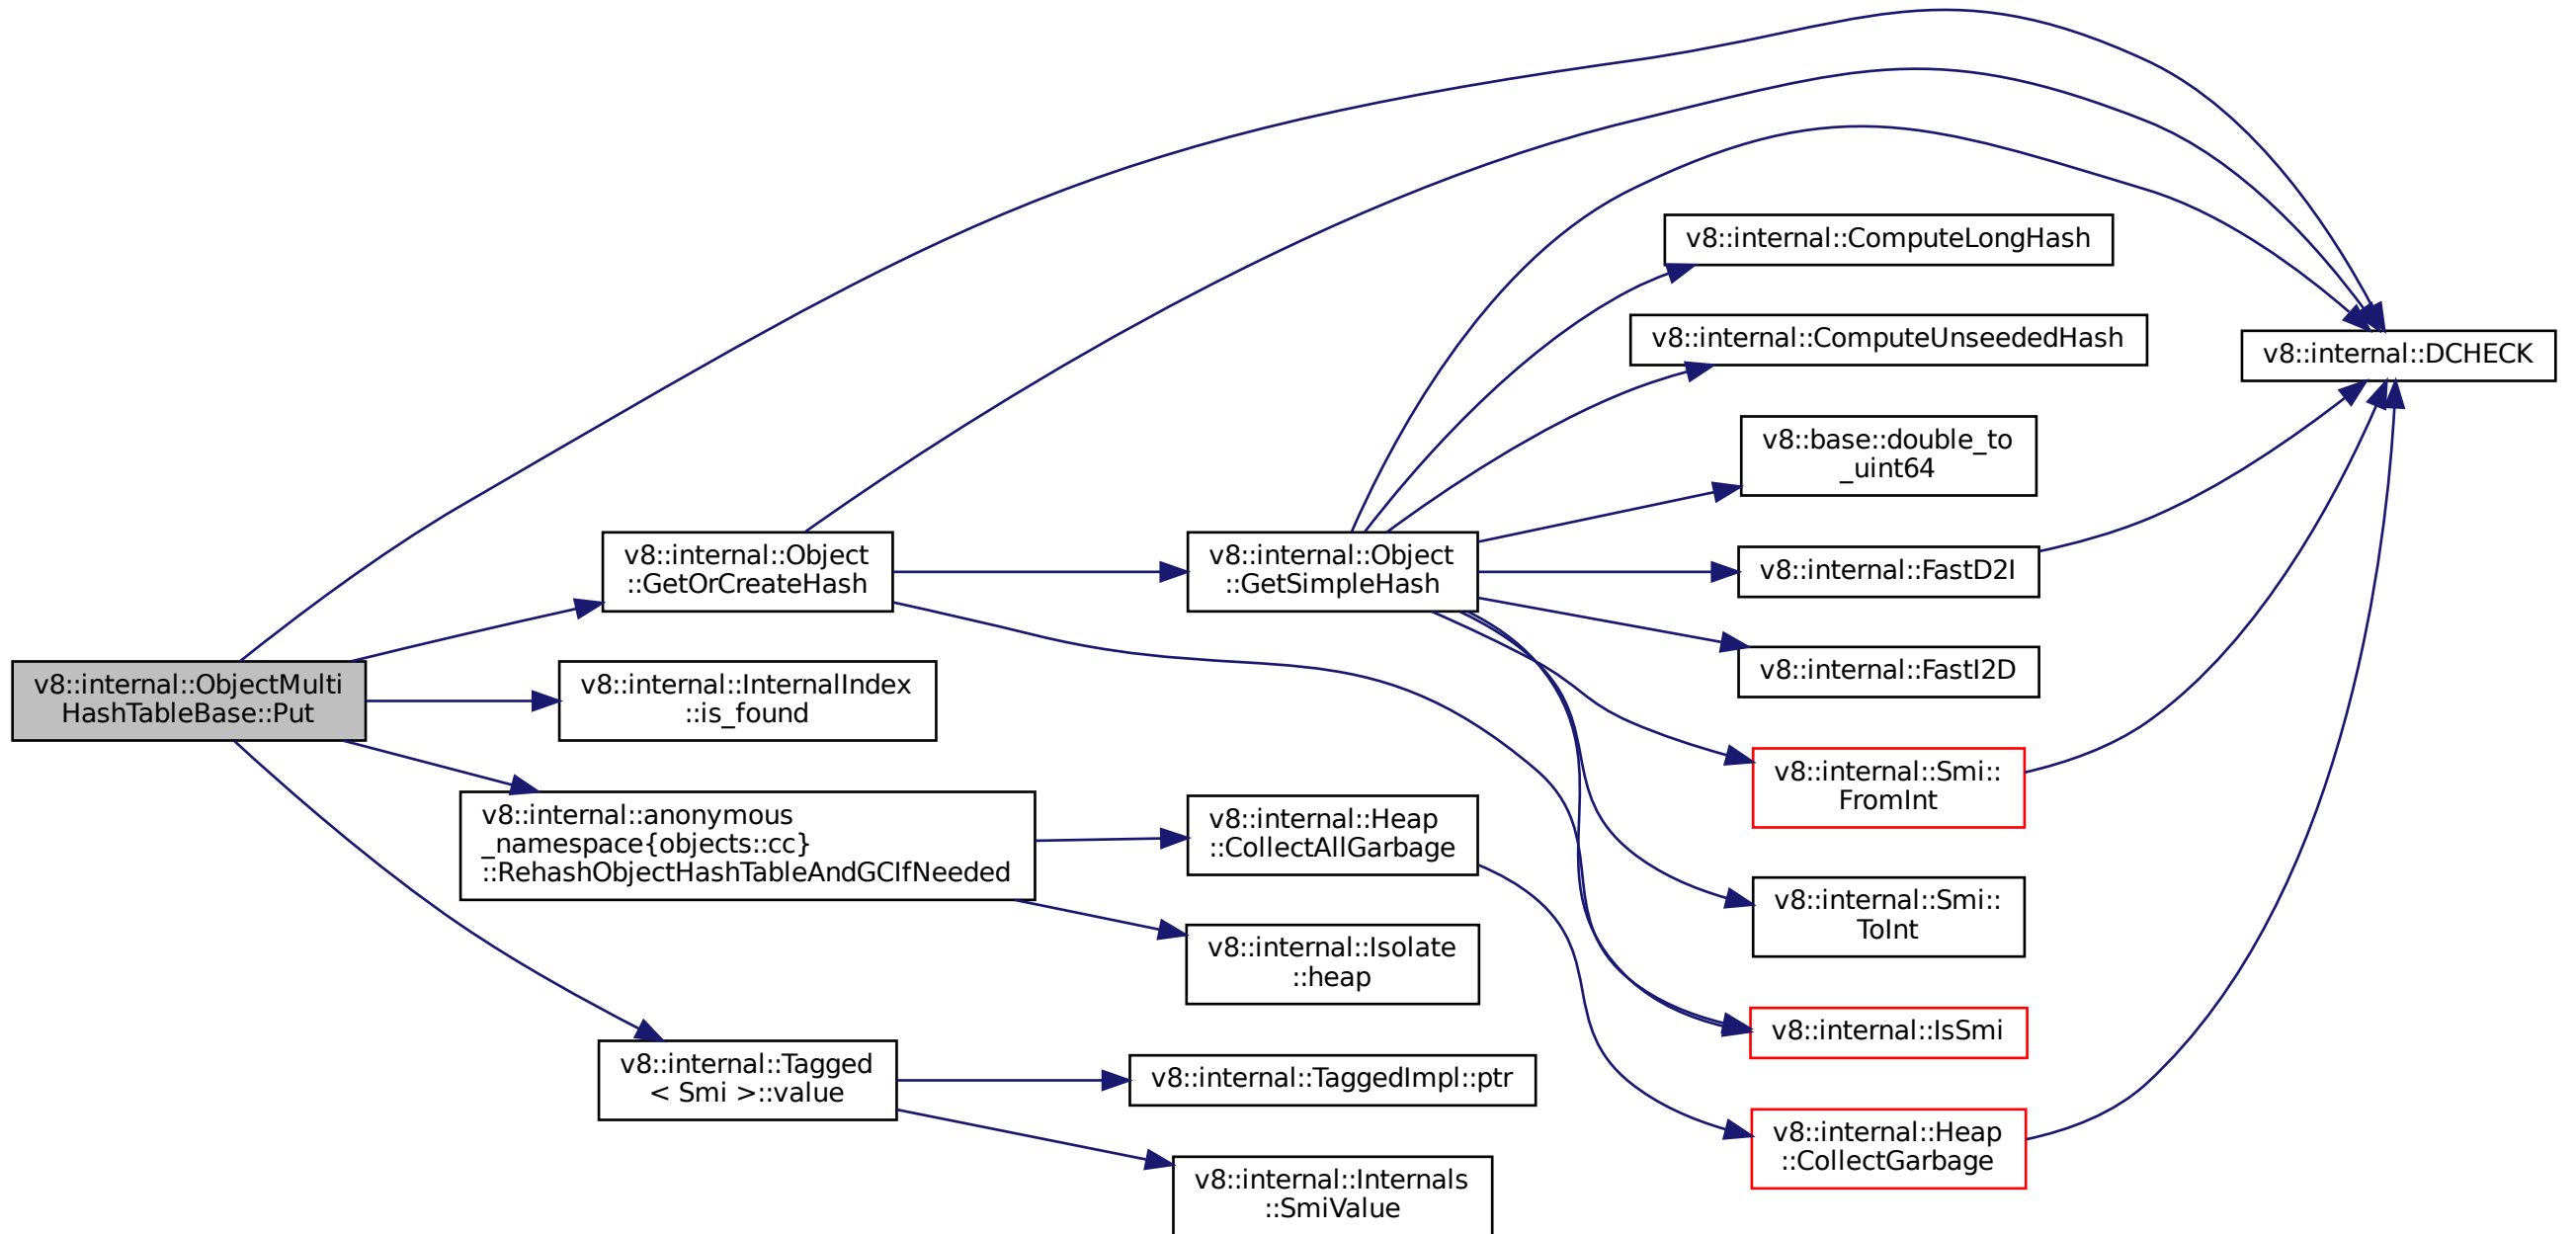 v8::internal::ObjectMulti
HashTableBase::Put
v8::internal::Object
::GetOrCreateHash
v8::internal::InternalIndex
::is_found
v8::internal::anonymous
_namespace{objects::cc}
::RehashObjectHashTableAndGCIfNeeded
v8::internal::Tagged
< Smi >::value
v8::internal::Object
::GetSimpleHash
v8::internal::Heap
::CollectAllGarbage
v8::internal::Isolate
::heap
v8::internal::TaggedImpl::ptr
v8::internal::Internals
::SmiValue
v8::internal::ComputeLongHash
v8::internal::ComputeUnseededHash
v8::base::double_to
_uint64
v8::internal::FastD2I
v8::internal::FastI2D
v8::internal::Smi::
FromInt
v8::internal::Smi::
ToInt
v8::internal::IsSmi
v8::internal::Heap
::CollectGarbage
v8::internal::DCHECK